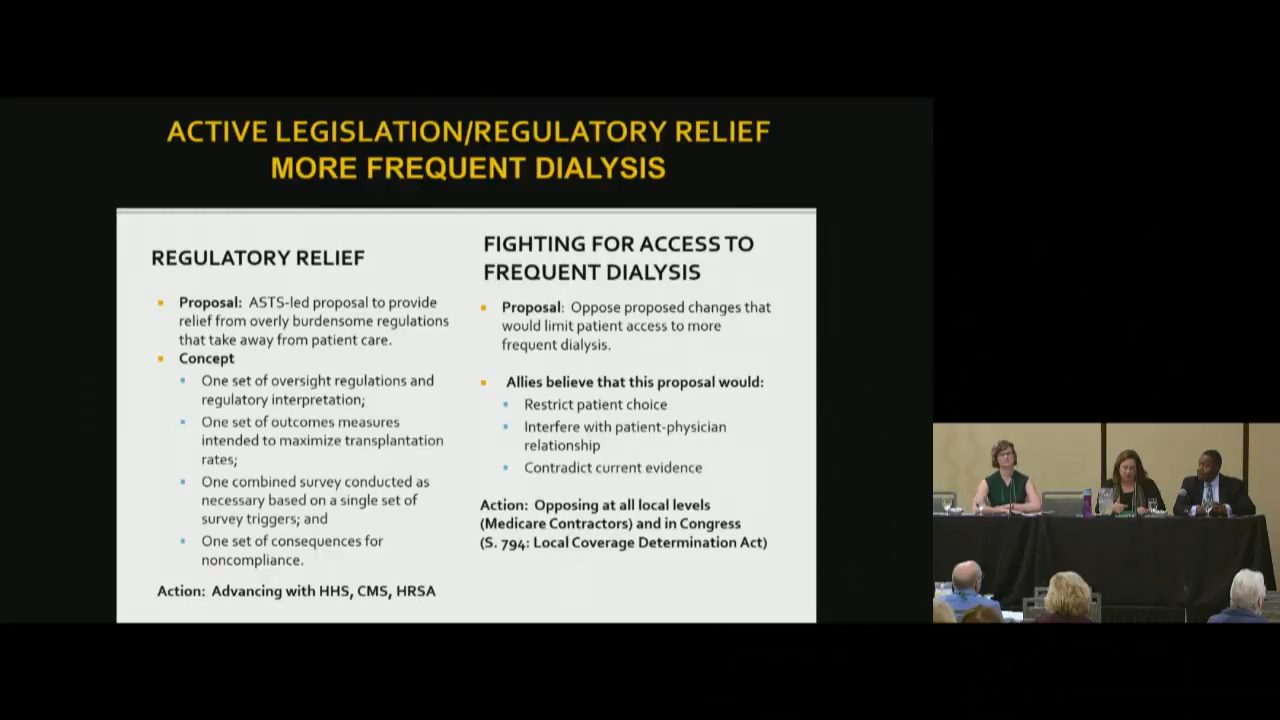 ACTIVE LEGISLATION/REGULATORY RELIEF
MORE FREQUENT DIALYSIS
REGULATORY RELIEF
Proposal: ASTS-led proposal to provide
relief from overly burdensome regulations
that take away from patient care.
Concept
One set of oversight regulations and
regulatory interpretation;
One set of outcomes measures
intended to maximize transplantation
rates;
One combined survey conducted as
necessary based on a single set of
survey triggers; and
One set of consequences for
noncompliance.
Action: Advancing with HHS, CMS, HRSA
FIGHTING FOR ACCESS TO
FREQUENT DIALYSIS
Proposal: Oppose proposed changes that
would limit patient access to more
frequent dialysis.
Allies believe that this proposal would:
Restrict patient choice
Interfere with patient-physician
relationship
Contradict current evidence
Action: Opposing at all local levels
(Medicare Contractors) and in Congress
(S. 794: Local Coverage Determination Act)